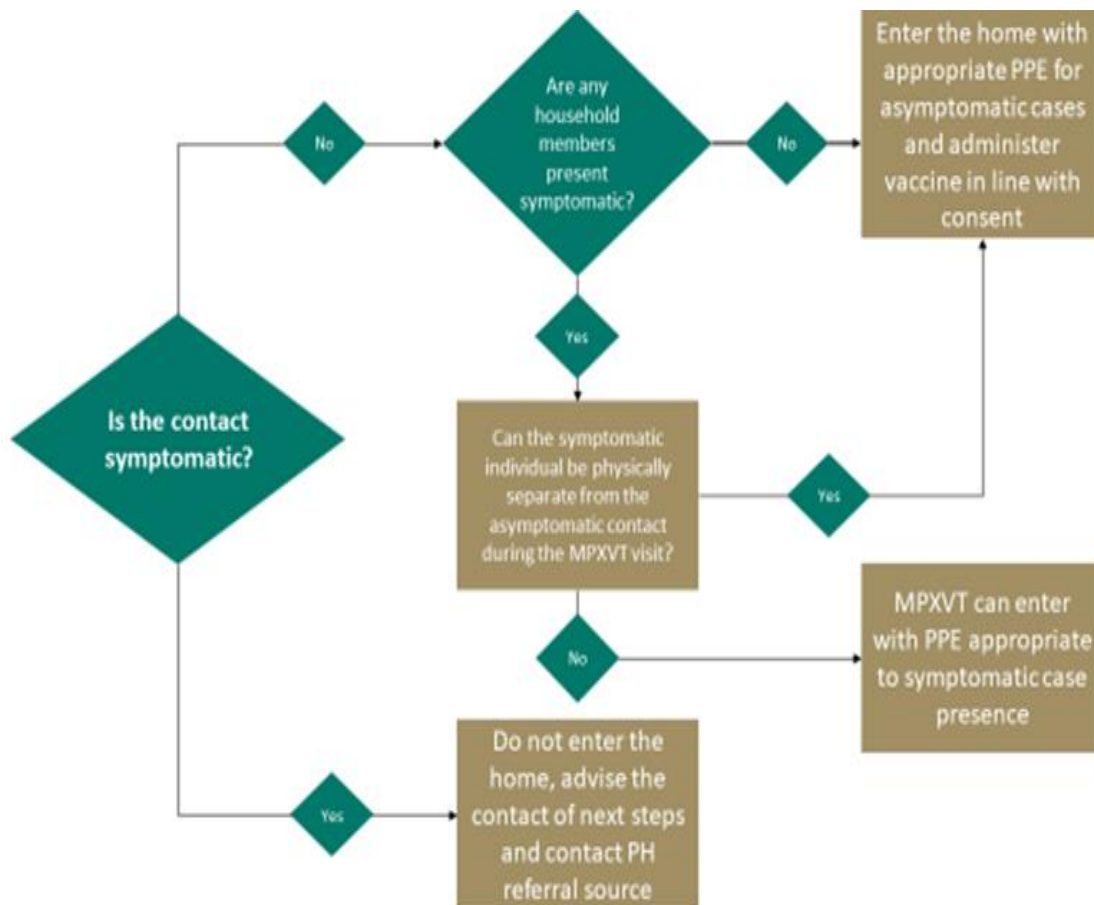 Is the contact
symptomatic?
No
Are any
household
members
present
symptomatic?
No
Enter the home with
appropriate PPE for
asymptomatic cases
and administer
vaccine in line with
consent
Yes
Can the symptomatic
individual be physically
separate from the
asymptomatic contact
during the MPXVT visit?
Yes
No
MPXVT can enter
with PPE appropriate
to symptomatic case
presence
Yes
Do not enter the
home, advise the
contact of next steps
and contact PH
referral source